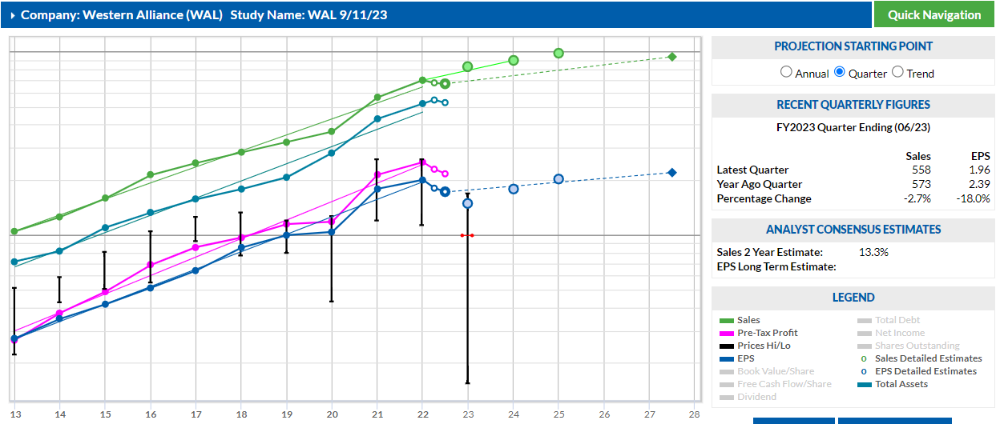 Company: Western Alliance (WAL) Study Name: WAL 9/11/23
Quick Navigation
PROJECTION STARTING POINT
Annual Quarter Trend
RECENT QUARTERLY FIGURES
FY2023 Quarter Ending (06/23)
Sales EPS
Latest Quarter 558 1.96
Year Ago Quarter 573 2.39
Percentage Change -2.7% -18.0%
ANALYST CONSENSUS ESTIMATES
Sales 2 Year Estimate: 13.3%
EPS Long Term Estimate:
LEGEND
Sales Total Debt
Pre-Tax Profit Net Income
Prices Hi/Lo Shares Outstanding
EPS Sales Detailed Estimates
Book Value/Share EPS Detailed Estimates
Free Cash Flow/Share Total Assets
Dividend
13 14 15 16 17 18 19 20 21 22 23 24 25 26 27 28